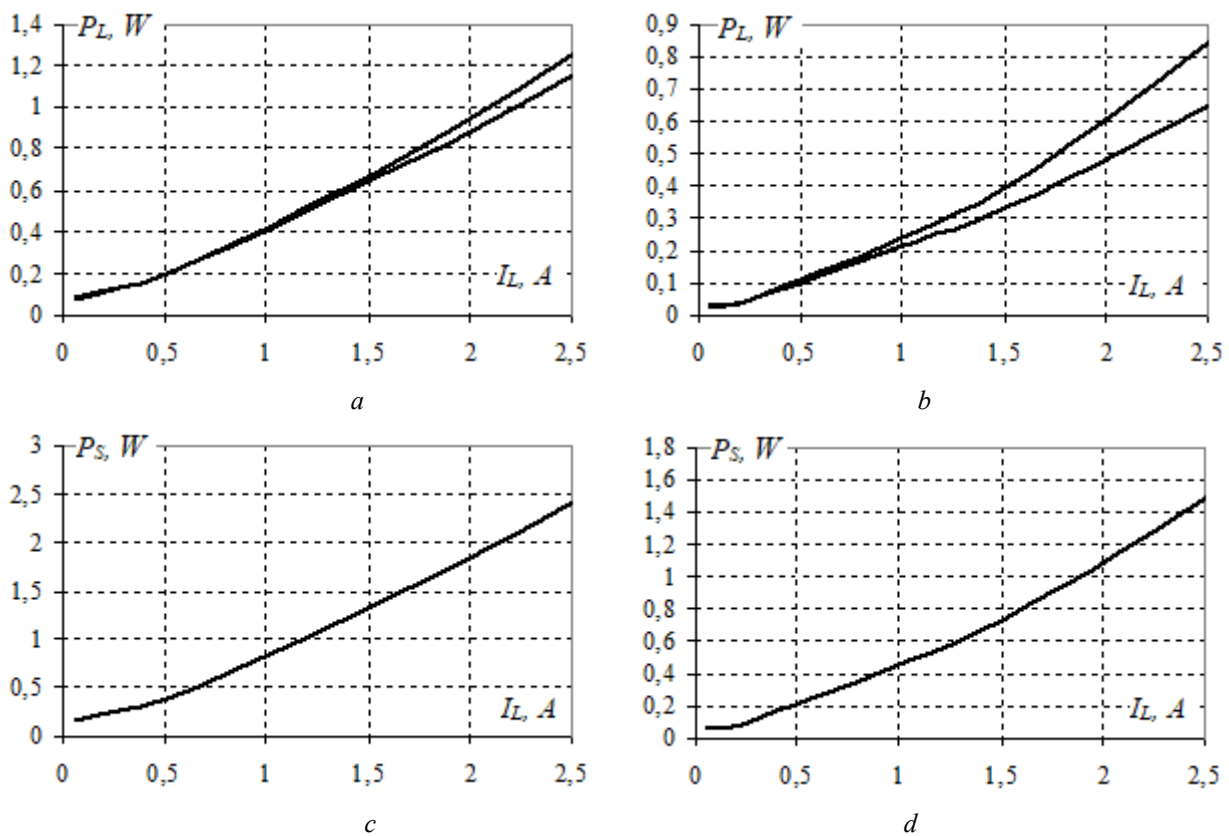 1,4 P_L, W
1,2
1
0,8
0,6
0,4
0,2 I_L, A
0
0 0,5 1 1,5 2 2,5
a
0,9 P_L, W
0,8
0,7
0,6
0,5
0,4
0,3
0,2
0,1 I_L, A
0
0 0,5 1 1,5 2 2,5
b
3 P_S, W
2,5
2
1,5
1
0,5 I_L, A
0
0 0,5 1 1,5 2 2,5
c
1,8 P_S, W
1,6
1,4
1,2
1
0,8
0,6
0,4
0,2 I_L, A
0
0 0,5 1 1,5 2 2,5
d